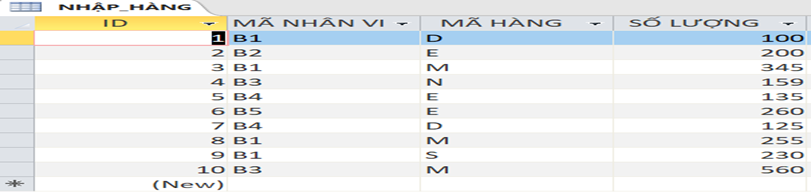 NHẬP_HÀNG
ID MÃ NHÂN VI MÃ HÀNG SỐ LƯỢNG
1 B1 D 100
2 B2 E 200
3 B1 M 345
4 B3 N 159
5 B4 E 135
6 B5 E 260
7 B4 D 125
8 B1 M 255
9 B1 S 230
10 B3 M 560
(New)